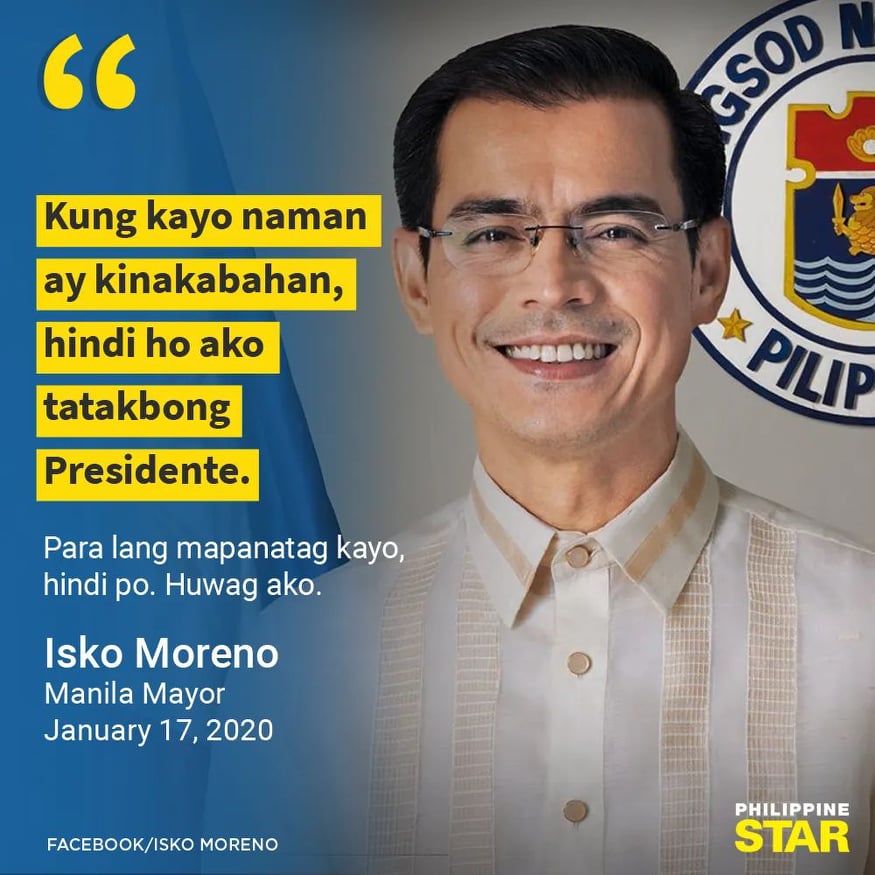 “
Kung kayo naman
ay kinakabahan,
hindi ho ako
tatakbong
Presidente.
Para lang mapanatag kayo,
hindi po. Huwag ako.
Isko Moreno
Manila Mayor
January 17, 2020
FACEBOOK/ISKO MORENO
GSOD N
PILIP
PHILIPPINE
STAR